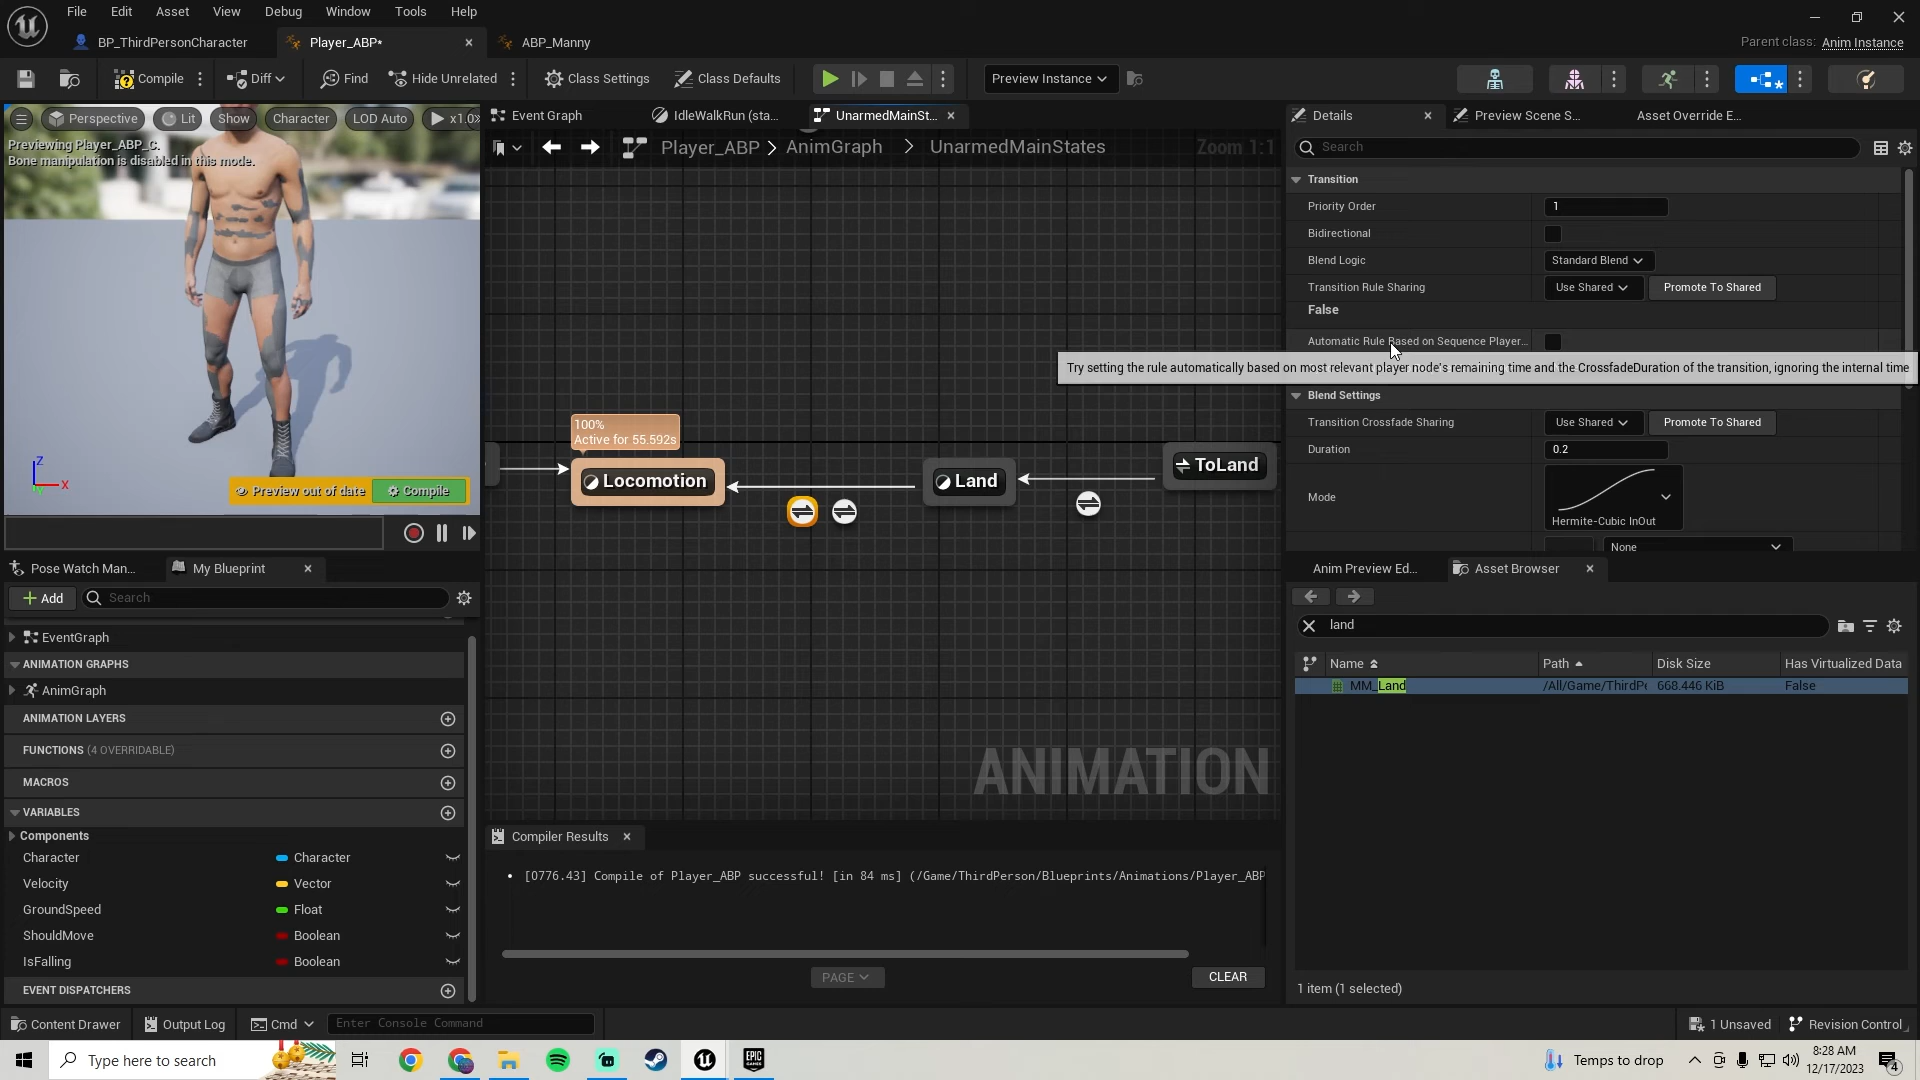 File Edit Asset View Debug Window Tools Help
BP_ThirdPersonCharacter Player_ABP* ABP_Manny
Parent class: Anim Instance
Compile Diff Find Hide Unrelated Class Settings Class Defaults Preview Instance
Perspective Lit Show Character LOD Auto x1.0
Previewing Player_ABP_C.
Bone manipulation is disabled in this mode.
Z
X
Preview out of date Compile
Pose Watch Man... My Blueprint
Add Search
EventGraph
ANIMATION GRAPHS
AnimGraph
ANIMATION LAYERS
FUNCTIONS (4 OVERRIDABLE)
MACROS
VARIABLES
Components
Character Character
Velocity Vector
GroundSpeed Float
ShouldMove Boolean
IsFalling Boolean
EVENT DISPATCHERS
Event Graph IdleWalkRun (sta... UnarmedMainSt...
Player_ABP > AnimGraph > UnarmedMainStates Zoom 1:1
100%
Active for 55.592s
Locomotion
Land
ToLand
ANIMATION
Compiler Results
• [0776.43] Compile of Player_ABP successful! [in 84 ms] (/Game/ThirdPerson/Blueprints/Animations/Player_ABP
PAGE CLEAR
Details Preview Scene S... Asset Override E...
Search
Transition
Priority Order 1
Bidirectional
Blend Logic Standard Blend
Transition Rule Sharing Use Shared Promote To Shared
False
Automatic Rule Based on Sequence Player...
Try setting the rule automatically based on most relevant player node's remaining time and the CrossfadeDuration of the transition, ignoring the internal time
Blend Settings
Transition Crossfade Sharing Use Shared Promote To Shared
Duration 0.2
Mode
Hermite-Cubic InOut
None
Anim Preview Ed... Asset Browser
land
Name Path Disk Size Has Virtualized Data
MM_Land /All/Game/ThirdPe 668.446 KiB False
1 item (1 selected)
Content Drawer Output Log Cmd Enter Console Command 1 Unsaved Revision Control
Type here to search
Temps to drop
8:28 AM
12/17/2023
4